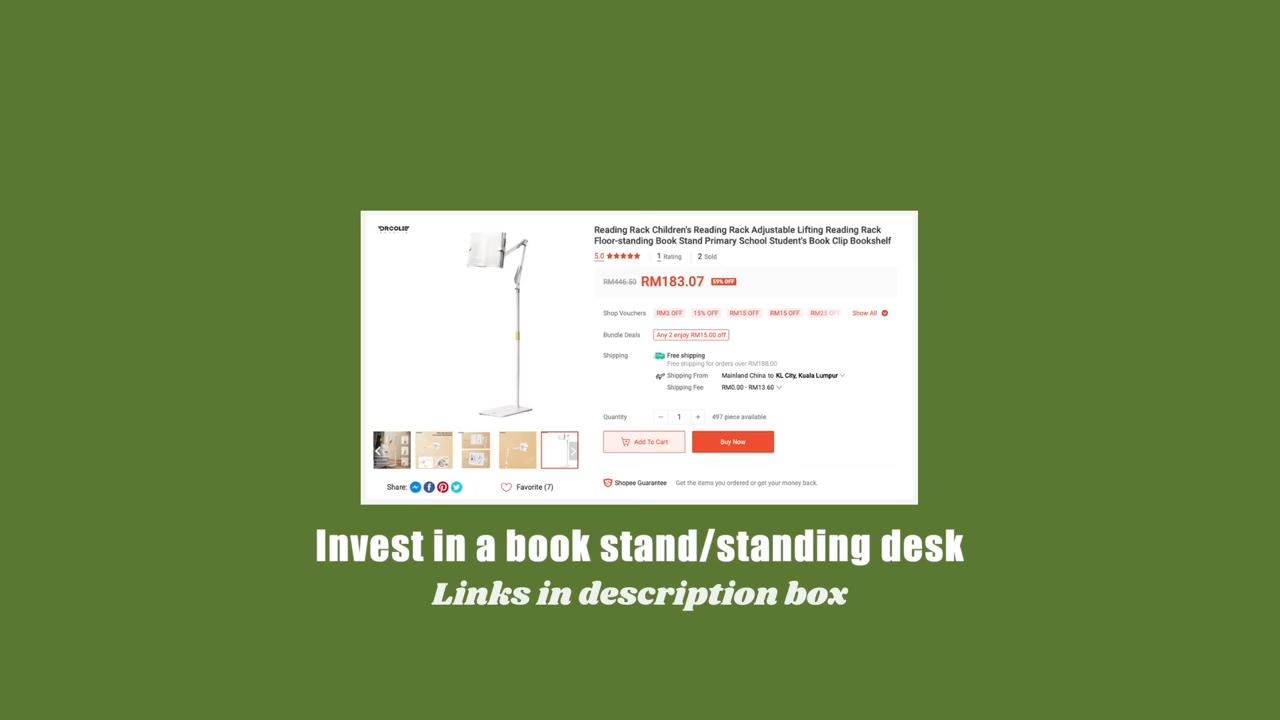 ORCOLIE
Reading Rack Children's Reading Rack Adjustable Lifting Reading Rack
Floor-standing Book Stand Primary School Student's Book Clip Bookshelf
5.0 1 Rating 2 Sold
RM446.50 RM183.07 59% OFF
Shop Vouchers RM3 OFF 15% OFF RM15 OFF RM15 OFF RM23 OFF Show All
Bundle Deals Any 2 enjoy RM15.00 off
Shipping Free shipping
Free shipping for orders over RM188.00
Shipping From Mainland China to KL City, Kuala Lumpur
Shipping Fee RM0.00 - RM13.60
Quantity − 1 + 497 piece available
Add To Cart Buy Now
Share: Favorite (7)
Shopee Guarantee Get the items you ordered or get your money back.
Invest in a book stand/standing desk
Links in description box